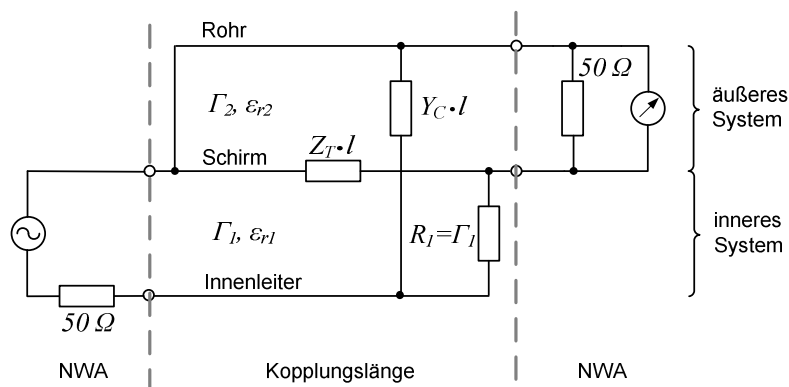 Rohr
50 Ω
Γ2, εr2
YC·l
äußeres
System
Schirm
ZT·l
Γ1, εr1
R1=Γ1
inneres
System
Innenleiter
50 Ω
NWA
Kopplungslänge
NWA